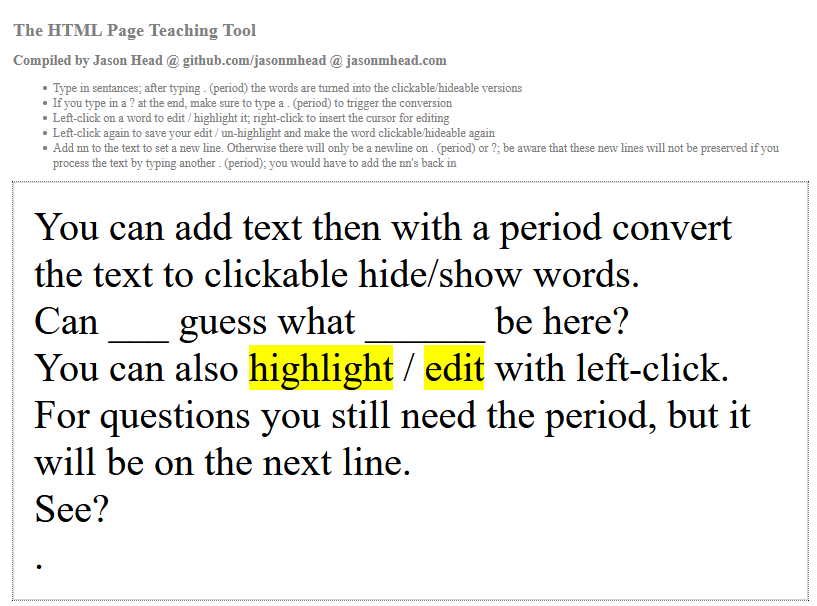 The HTML Page Teaching Tool
Compiled by Jason Head @ github.com/jasonmhead @ jasonmhead.com
• Type in sentances; after typing . (period) the words are turned into the clickable/hideable versions
• If you type in a ? at the end, make sure to type a . (period) to trigger the conversion
• Left-click on a word to edit / highlight it; right-click to insert the cursor for editing
• Left-click again to save your edit / un-highlight and make the word clickable/hideable again
• Add nn to the text to set a new line. Otherwise there will only be a newline on . (period) or ?; be aware that these new lines will not be preserved if you
process the text by typing another . (period); you would have to add the nn's back in
You can add text then with a period convert
the text to clickable hide/show words.
Can ___ guess what ______ be here?
You can also highlight / edit with left-click.
For questions you still need the period, but it
will be on the next line.
See?
.